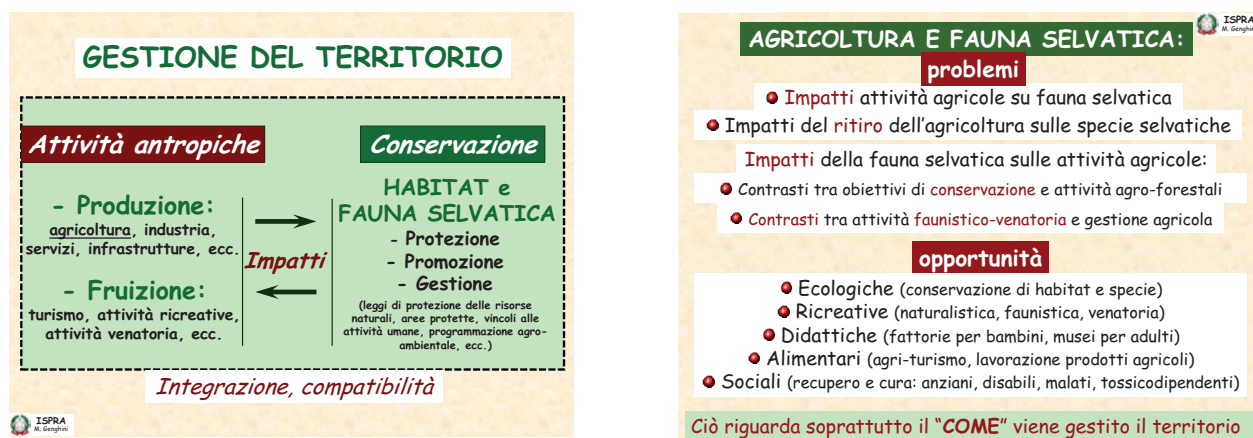 GESTIONE DEL TERRITORIO
Attività antropiche
- Produzione:
agricoltura, industria,
servizi, infrastrutture, ecc.
- Fruizione:
turismo, attività ricreative,
attività venatoria, ecc.
Impatti
Conservazione
HABITAT e
FAUNA SELVATICA
- Protezione
- Promozione
- Gestione
(leggi di protezione delle risorse
naturali, aree protette, vincoli alle
attività umane, programmazione agro-
ambientale, ecc.)
Integrazione, compatibilità
ISPRA
M. Genghini
ISPRA
M. Genghini
AGRICOLTURA E FAUNA SELVATICA:
problemi
Impatti attività agricole su fauna selvatica
Impatti del ritiro dell'agricoltura sulle specie selvatiche
Impatti della fauna selvatica sulle attività agricole:
Contrasti tra obiettivi di conservazione e attività agro-forestali
Contrasti tra attività faunistico-venatoria e gestione agricola
opportunità
Ecologiche (conservazione di habitat e specie)
Ricreative (naturalistica, faunistica, venatoria)
Didattiche (fattorie per bambini, musei per adulti)
Alimentari (agri-turismo, lavorazione prodotti agricoli)
Sociali (recupero e cura: anziani, disabili, malati, tossicodipendenti)
Ciò riguarda soprattutto il "COME" viene gestito il territorio